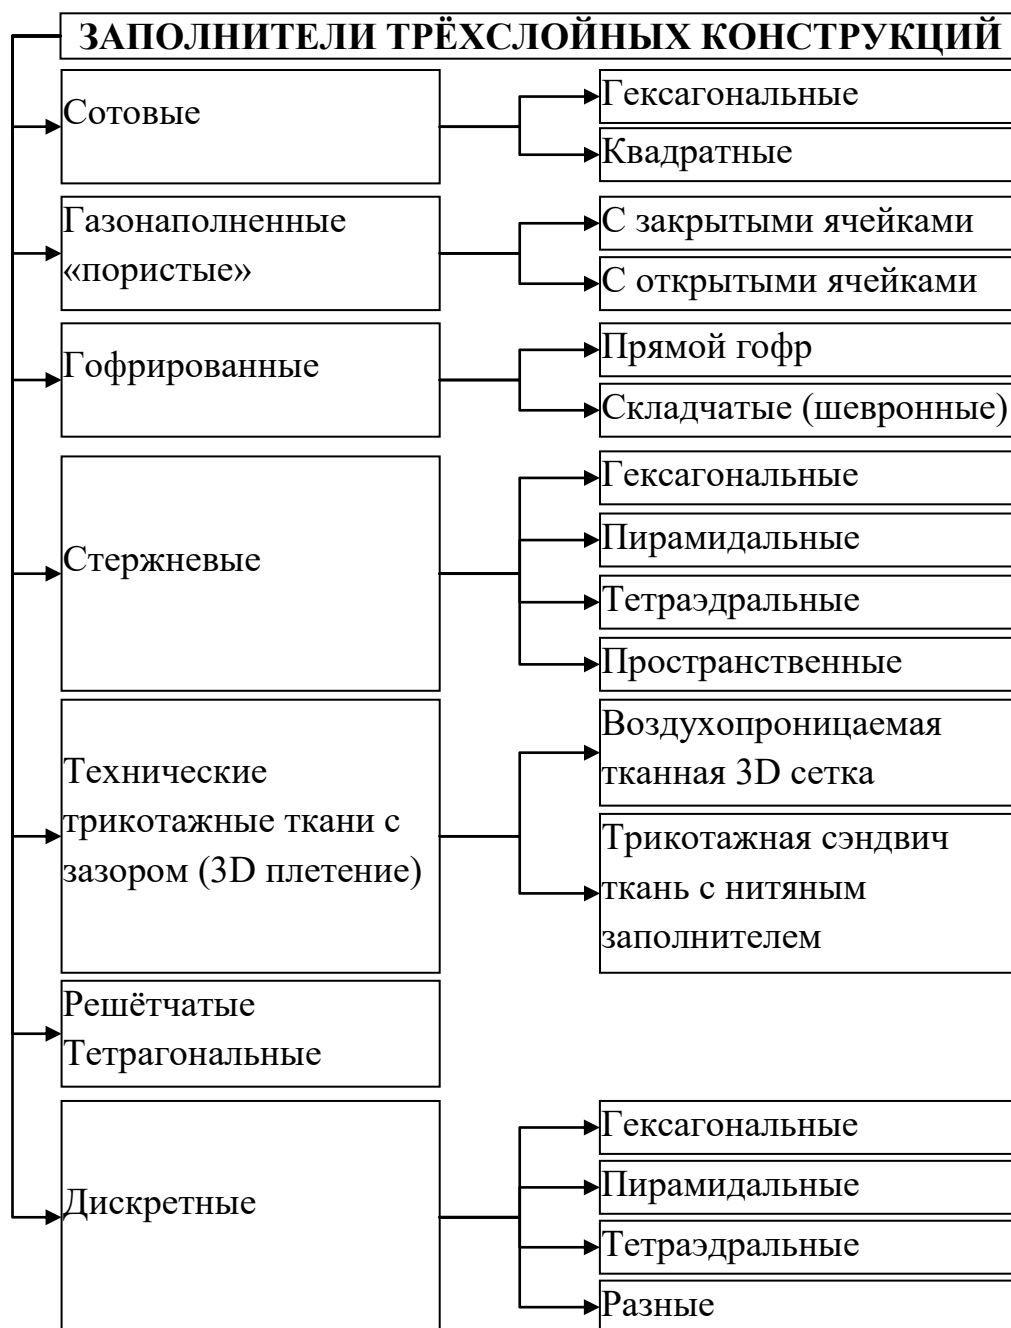 ЗАПОЛНИТЕЛИ ТРЁХСЛОЙНЫХ КОНСТРУКЦИЙ
Сотовые
Гексагональные
Квадратные
Газонаполненные
«пористые»
С закрытыми ячейками
С открытыми ячейками
Гофрированные
Прямой гофр
Складчатые (шевронные)
Стержневые
Гексагональные
Пирамидальные
Тетраэдральные
Пространственные
Технические
трикотажные ткани с
зазором (3D плетение)
Воздухопроницаемая
тканная 3D сетка
Трикотажная сэндвич
ткань с нитяным
заполнителем
Решётчатые
Тетрагональные
Дискретные
Гексагональные
Пирамидальные
Тетраэдральные
Разные